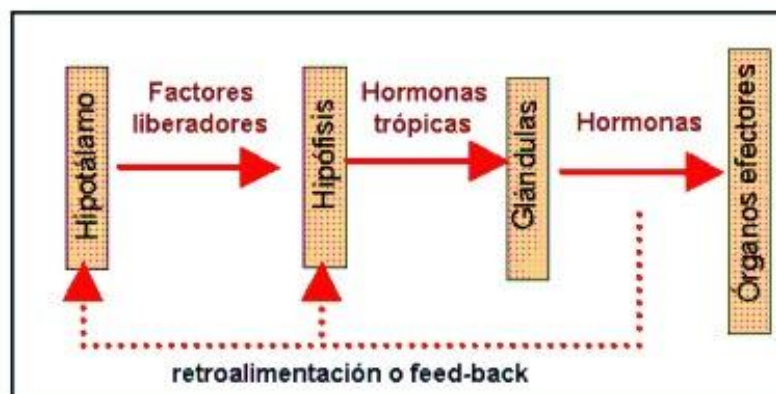 Hipotálamo
Factores
liberadores
Hipófisis
Hormonas
trópicas
Glándulas
Hormonas
Órganos efectores
retroalimentación o feed-back